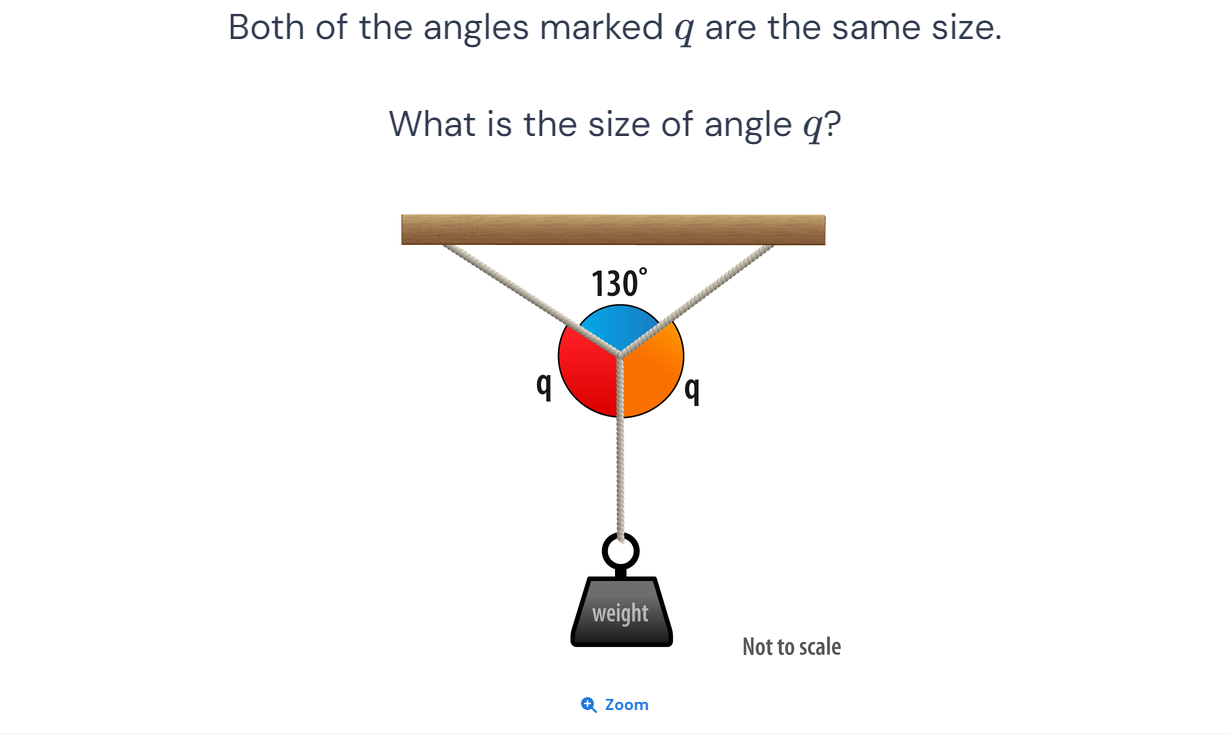 Both of the angles marked q are the same size.
What is the size of angle q?
130°
q
q
weight
Not to scale
Zoom